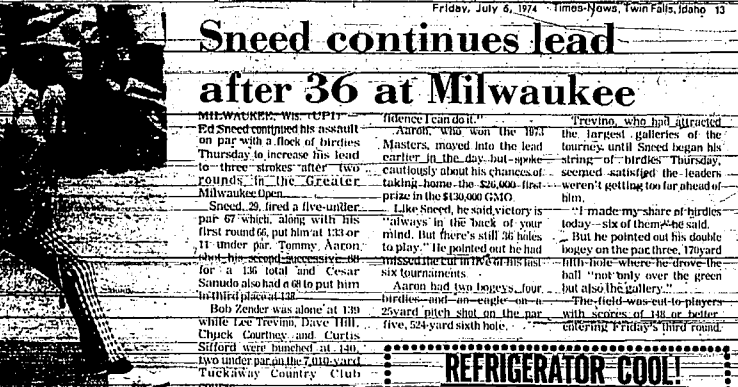 Friday, July 5, 1974 Times-News, Twin Falls, Idaho 13
Sneed continues lead
after 36 at Milwaukee
MILWAUKEE, Wis. (UPI) —
Ed Sneed continued his assault
on par with a flock of birdies
Thursday to increase his lead
to three strokes after two
rounds in the Greater
Milwaukee Open.
Sneed, 29, fired a five-under
par 67 which, along with his
first round 66, put him at 133 or
11 under par. Tommy Aaron
shot his second successive 68
for a 136 total and Cesar
Sanudo also had a 68 to put him
in third place at 138.
Bob Zender was alone at 139
while Lee Trevino, Dave Hill,
Chuck Courtney and Curtis
Sifford were bunched at 140,
two under par on the 7,010-yard
Tuckaway Country Club
course.
fidence I can do it."
Aaron, who won the 1973
Masters, moved into the lead
earlier in the day but spoke
cautiously about his chances of
taking home the $26,000 first
prize in the $130,000 GMO.
Like Sneed, he said victory is
"always in the back of your
mind. But there's still 36 holes
to play." He pointed out he had
missed the cut in five of his last
six tournaments.
Aaron had two bogeys, four
birdies and an eagle on a
25yard pitch shot on the par
five, 524-yard sixth hole.
Trevino, who had attracted
the largest galleries of the
tourney until Sneed began his
string of birdies Thursday,
seemed satisfied the leaders
weren't getting too far ahead of
him.
"I made my share of birdies
today—six of them," he said.
But he pointed out his double
bogey on the par three, 170yard
fifth hole where he drove the
ball "not only over the green
but also the gallery."
The field was cut to players
with scores of 148 or better
entering Friday's third round.
REFRIGERATOR COOL!